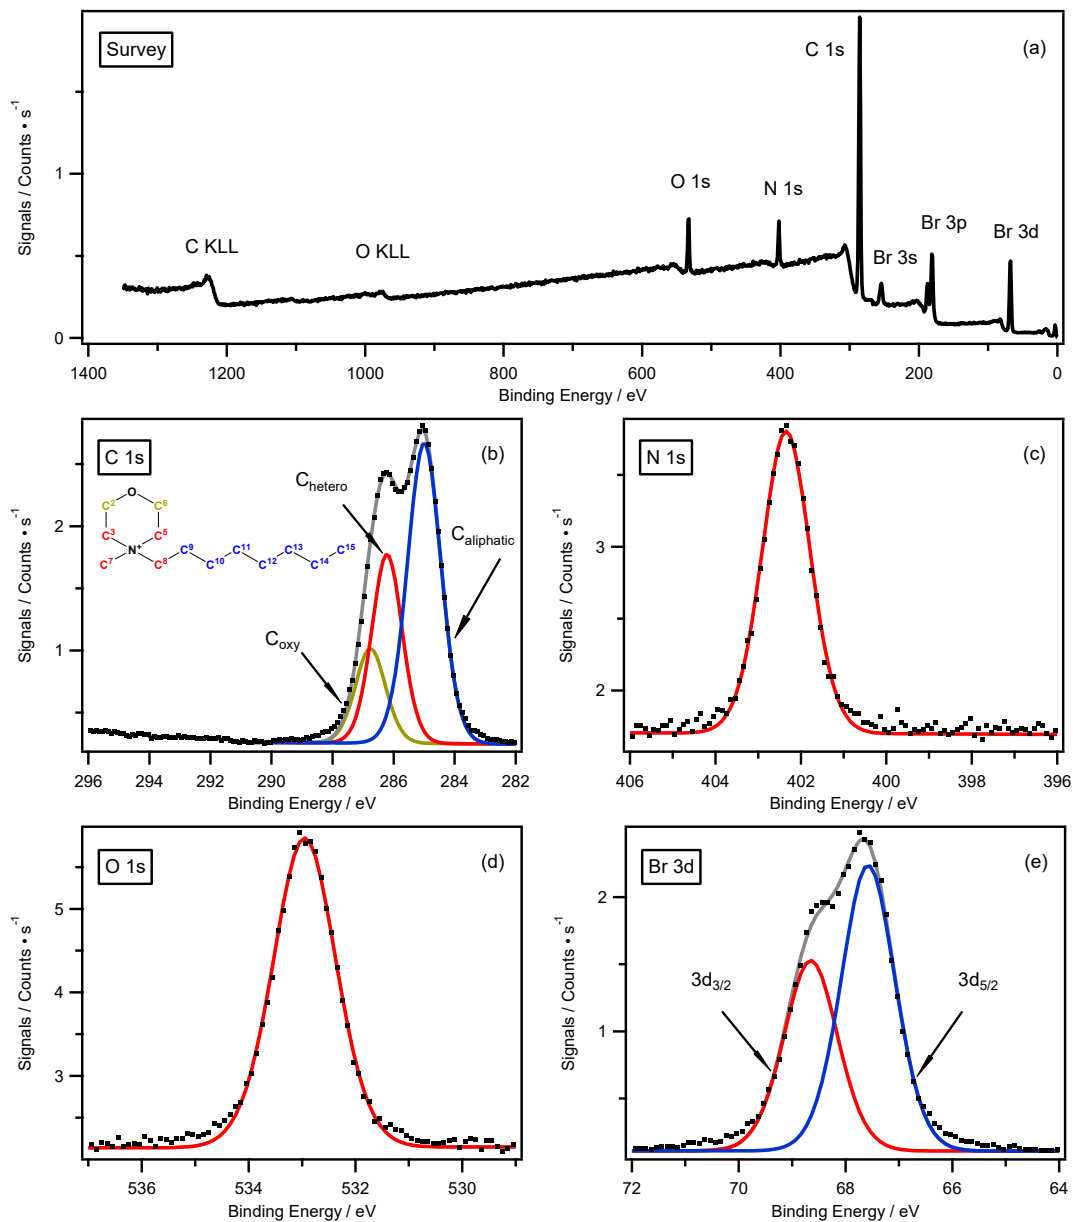 Survey
(a)
C 1s
O 1s
N 1s
Br 3p
Br 3d
Br 3s
C KLL
O KLL
1
0
Signals / Counts • s⁻¹
1400
1200
1000
800
600
400
200
0
Binding Energy / eV
C 1s
(b)
C_hetero
C_aliphatic
C_oxy
O
C²
C⁶
C³
C⁵
N⁺
C⁷
C⁸
C⁹
C¹⁰
C¹¹
C¹²
C¹³
C¹⁴
C¹⁵
2
1
Signals / Counts • s⁻¹
296
294
292
290
288
286
284
282
Binding Energy / eV
N 1s
(c)
3
2
Signals / Counts • s⁻¹
406
404
402
400
398
396
Binding Energy / eV
O 1s
(d)
5
4
3
Signals / Counts • s⁻¹
536
534
532
530
Binding Energy / eV
Br 3d
(e)
3d₃/₂
3d₅/₂
2
1
Signals / Counts • s⁻¹
72
70
68
66
64
Binding Energy / eV